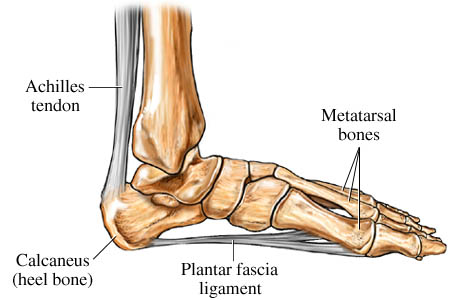 Achilles
tendon
Metatarsal
bones
Calcaneus
(heel bone)
Plantar fascia
ligament